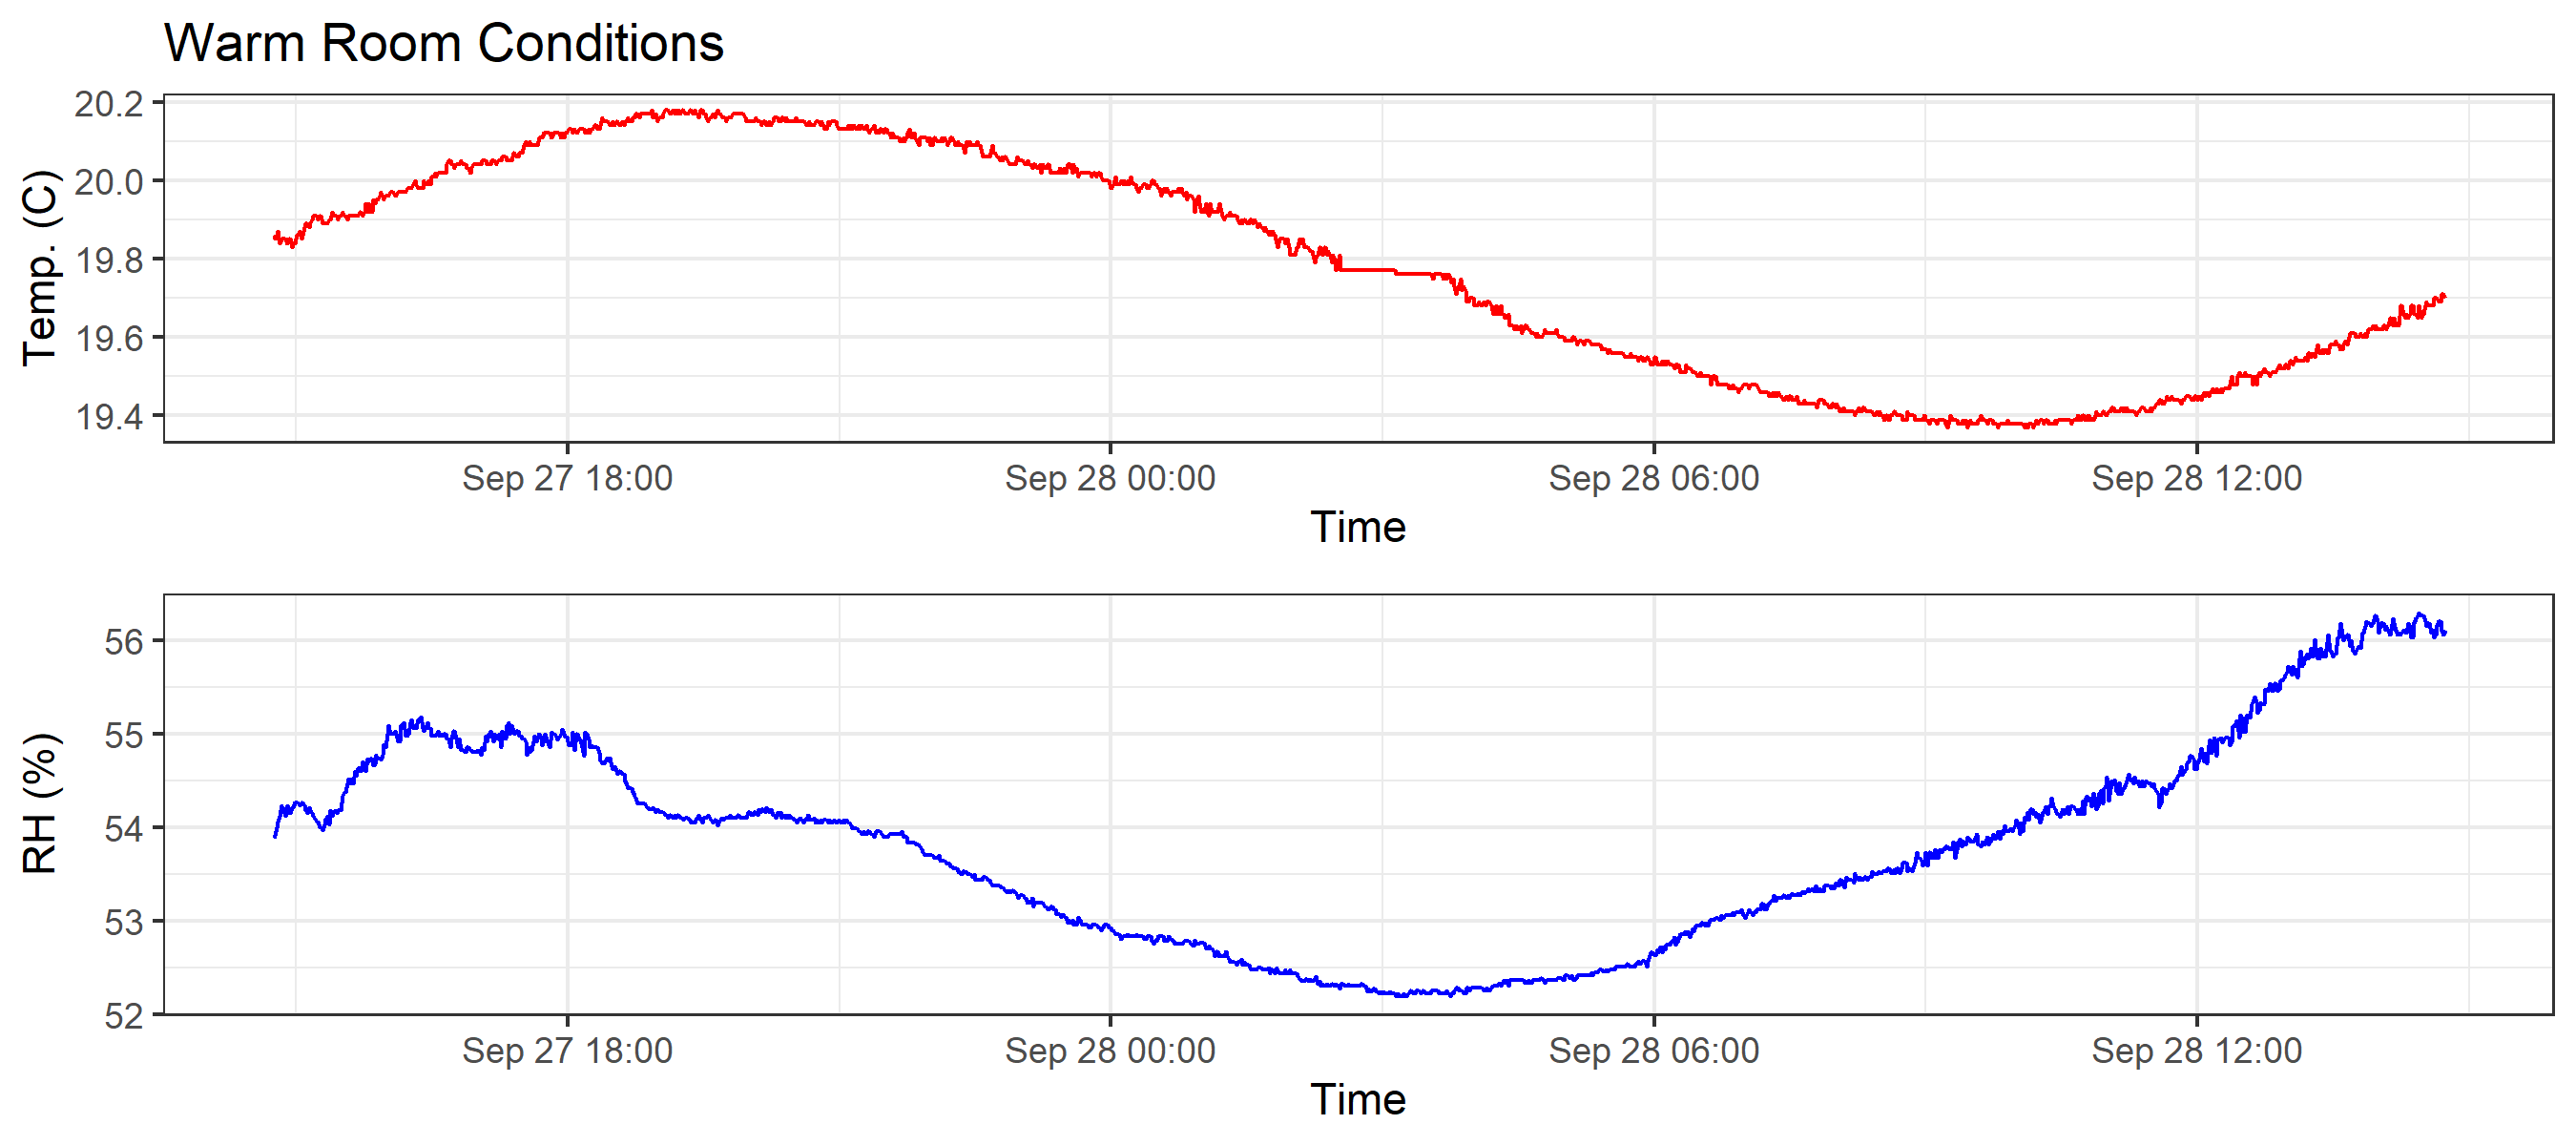 Warm Room Conditions
20.2
20.0
19.8
19.6
19.4
Temp. (C)
Sep 27 18:00 Sep 28 00:00 Sep 28 06:00 Sep 28 12:00
Time
56
55
54
53
52
RH (%)
Sep 27 18:00 Sep 28 00:00 Sep 28 06:00 Sep 28 12:00
Time